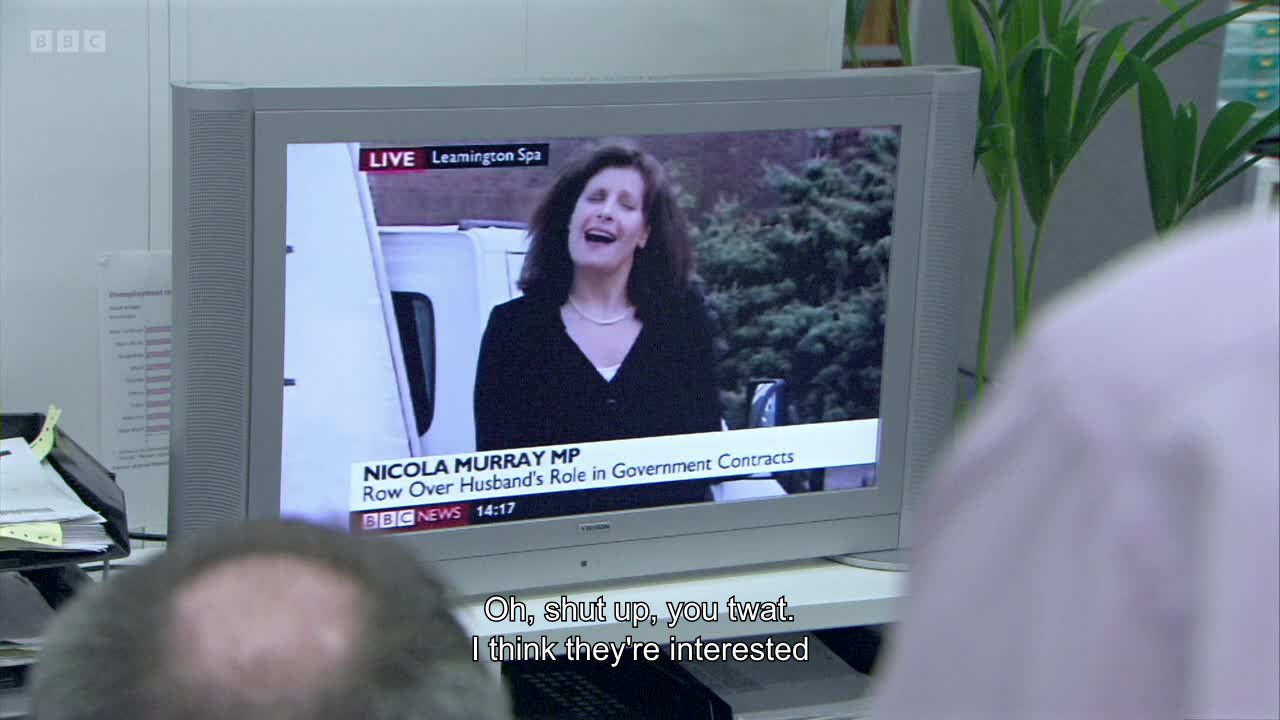 BBC
LIVE Leamington Spa
NICOLA MURRAY MP
Row Over Husband's Role in Government Contracts
BBC NEWS 14:17
Oh, shut up, you twat.
I think they're interested